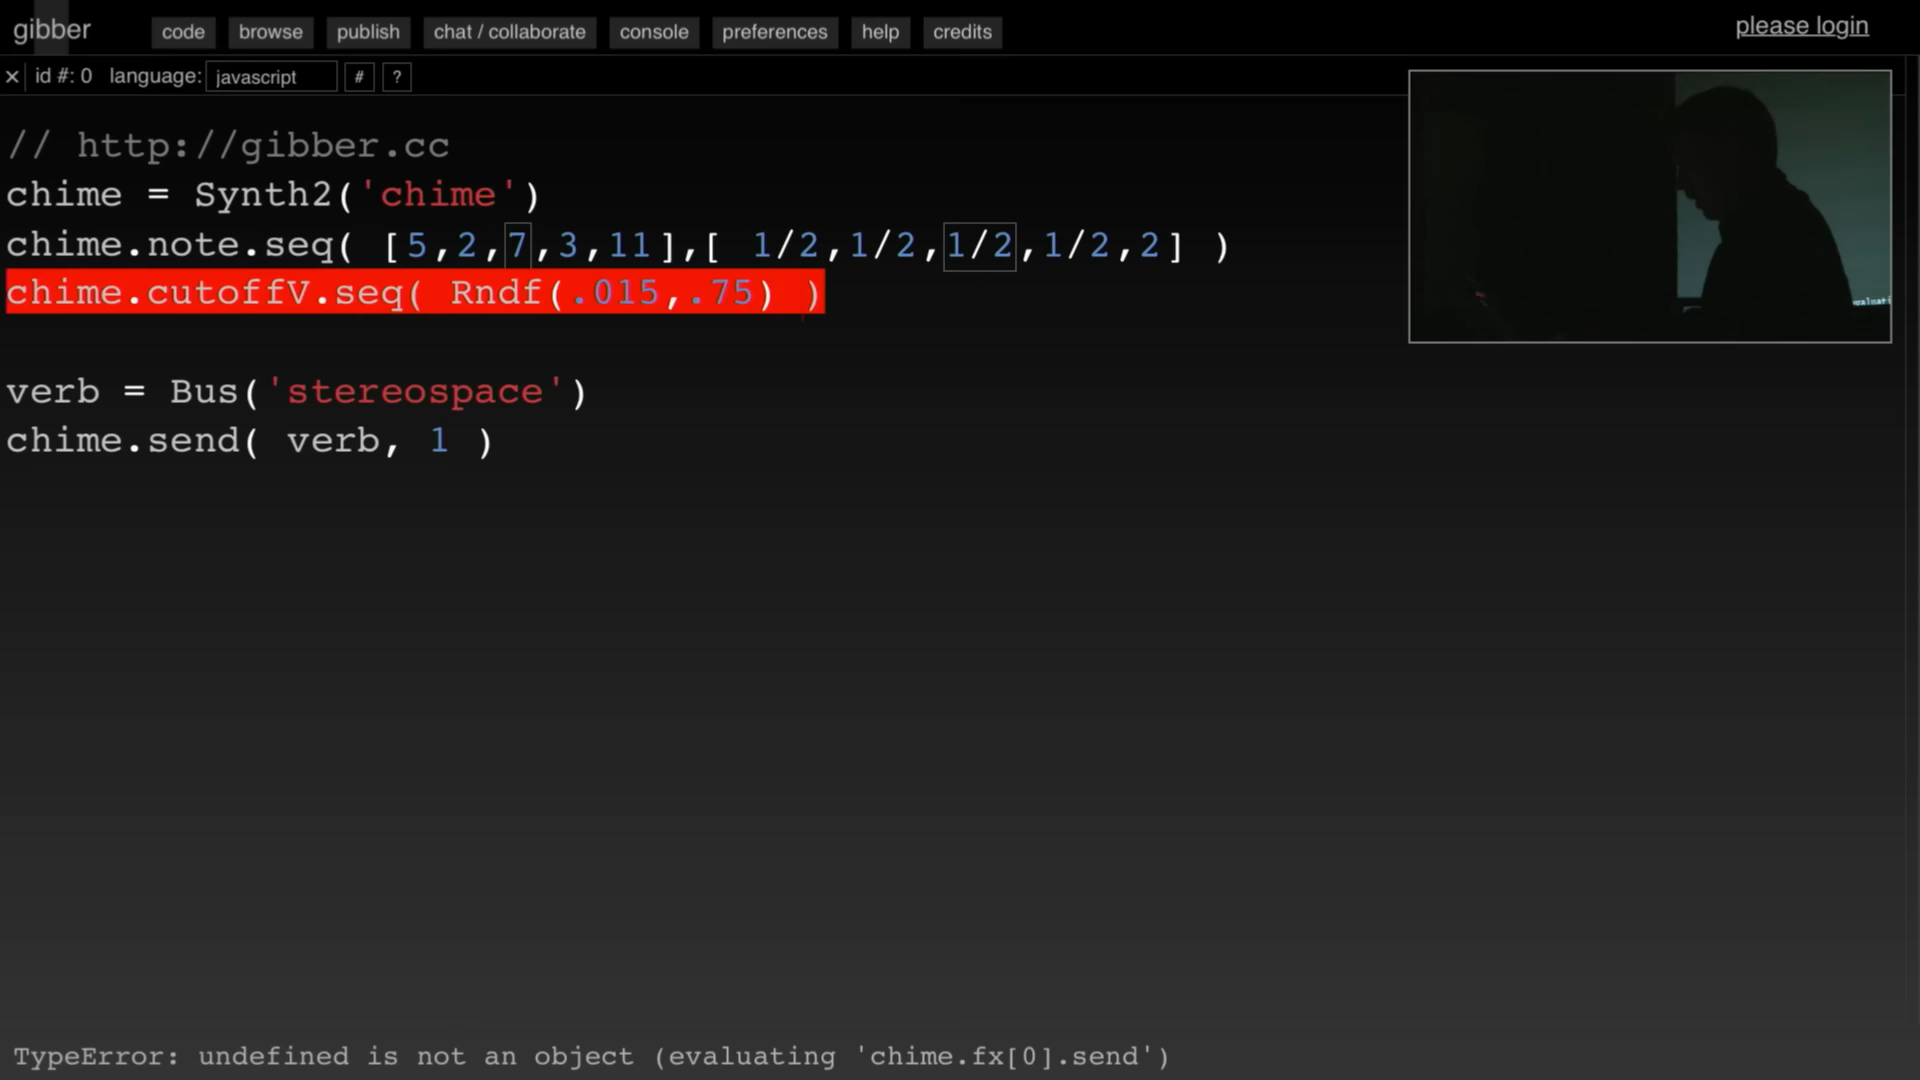 gibber code browse publish chat / collaborate console preferences help credits please login
× id #: 0 language: javascript # ?
// http://gibber.cc
chime = Synth2('chime')
chime.note.seq( [5,2,7,3,11],[ 1/2,1/2,1/2,1/2,2] )
chime.cutoffV.seq( Rndf(.015,.75) )
verb = Bus('stereospace')
chime.send( verb, 1 )
TypeError: undefined is not an object (evaluating 'chime.fx[0].send')